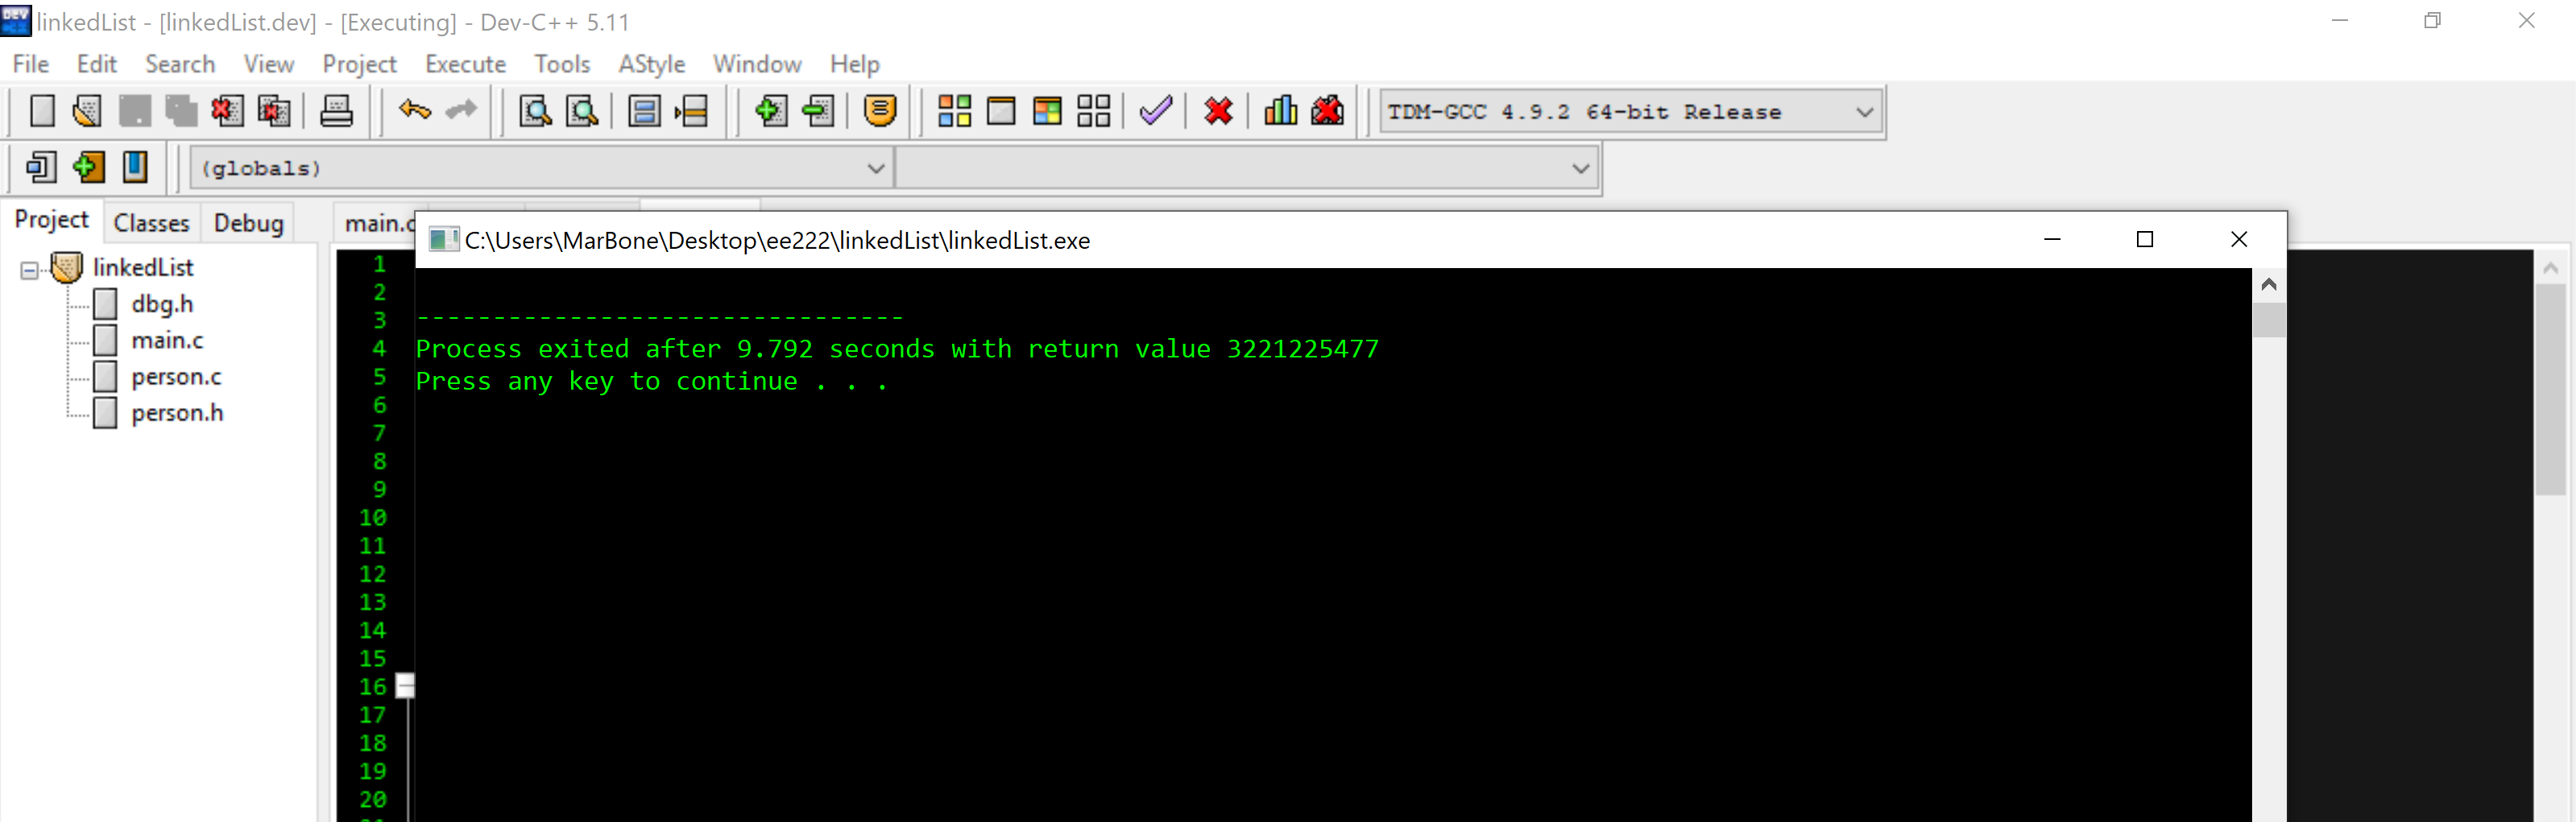 linkedList - [linkedList.dev] - [Executing] - Dev-C++ 5.11
File Edit Search View Project Execute Tools AStyle Window Help
TDM-GCC 4.9.2 64-bit Release
(globals)
Project Classes Debug
main.c
linkedList
dbg.h
main.c
person.c
person.h
C:\Users\MarBone\Desktop\ee222\linkedList\linkedList.exe
--------------------------------
Process exited after 9.792 seconds with return value 3221225477
Press any key to continue . . .
1
2
3
4
5
6
7
8
9
10
11
12
13
14
15
16
17
18
19
20